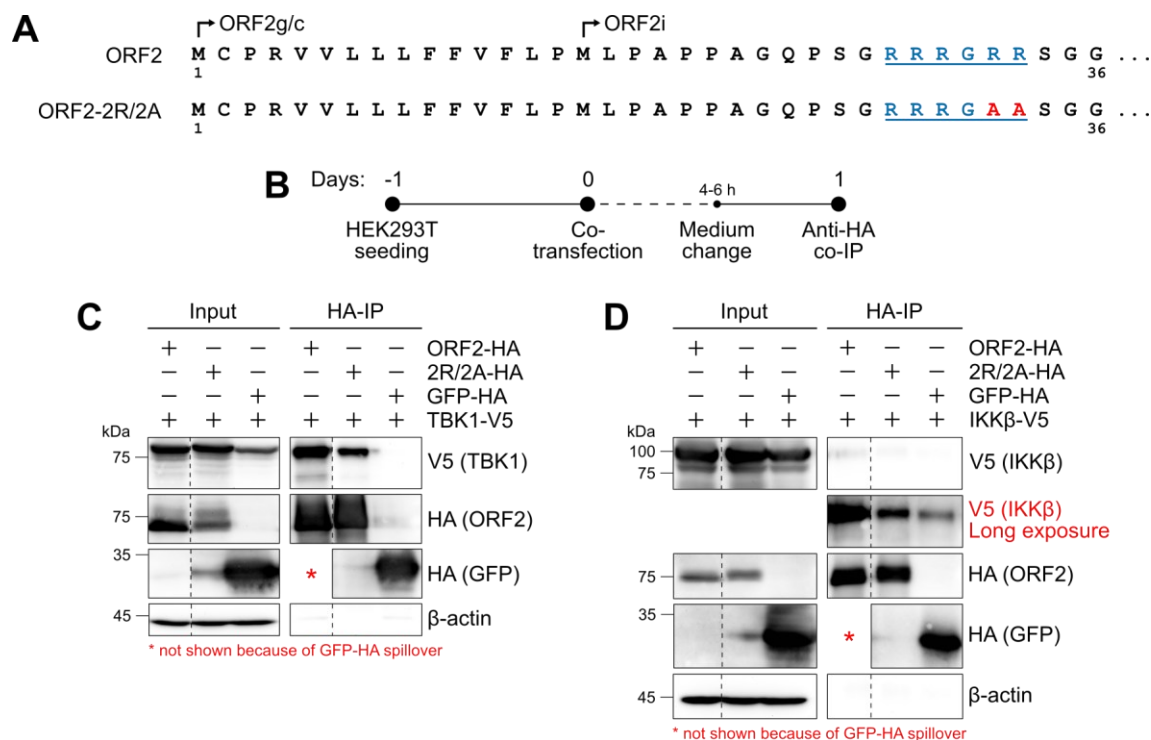 A
ORF2g/c ORF2i
ORF2 M C P R V V L L L F F V F L P M L P A P P A G Q P S G R R R G R R S G G ...
1 36
ORF2-2R/2A M C P R V V L L L F F V F L P M L P A P P A G Q P S G R R R G A A S G G ...
1 36
B Days: -1 0 4-6 h 1
HEK293T seeding
Co-transfection
Medium change
Anti-HA co-IP
C
Input HA-IP
+ − − + − − ORF2-HA
− + − − + − 2R/2A-HA
− − + − − + GFP-HA
+ + + + + + TBK1-V5
kDa
75 V5 (TBK1)
75 HA (ORF2)
35 * HA (GFP)
45 β-actin
* not shown because of GFP-HA spillover
D
Input HA-IP
+ − − + − − ORF2-HA
− + − − + − 2R/2A-HA
− − + − − + GFP-HA
+ + + + + + IKKβ-V5
kDa
100
75 V5 (IKKβ)
V5 (IKKβ)
Long exposure
75 HA (ORF2)
35 * HA (GFP)
45 β-actin
* not shown because of GFP-HA spillover